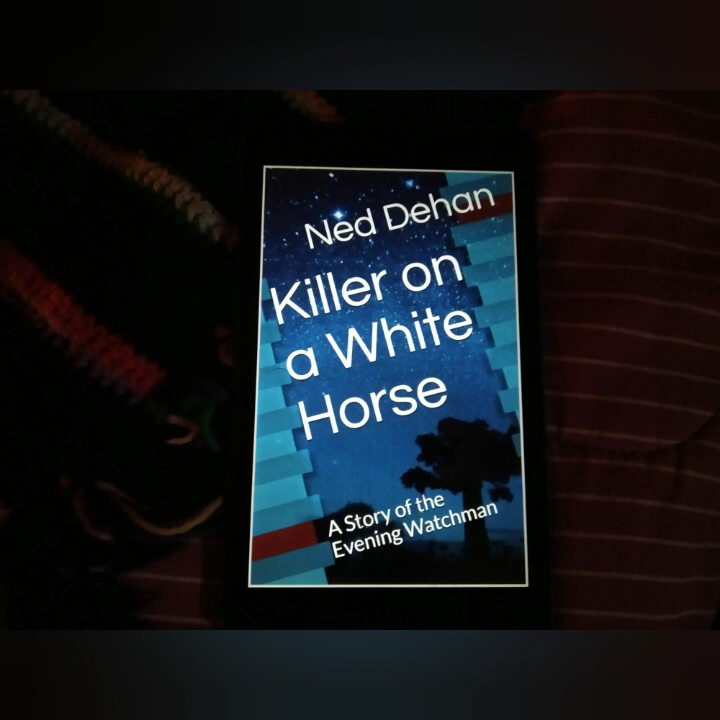 Ned Dehan
Killer on
a White
Horse
A Story of the
Evening Watchman